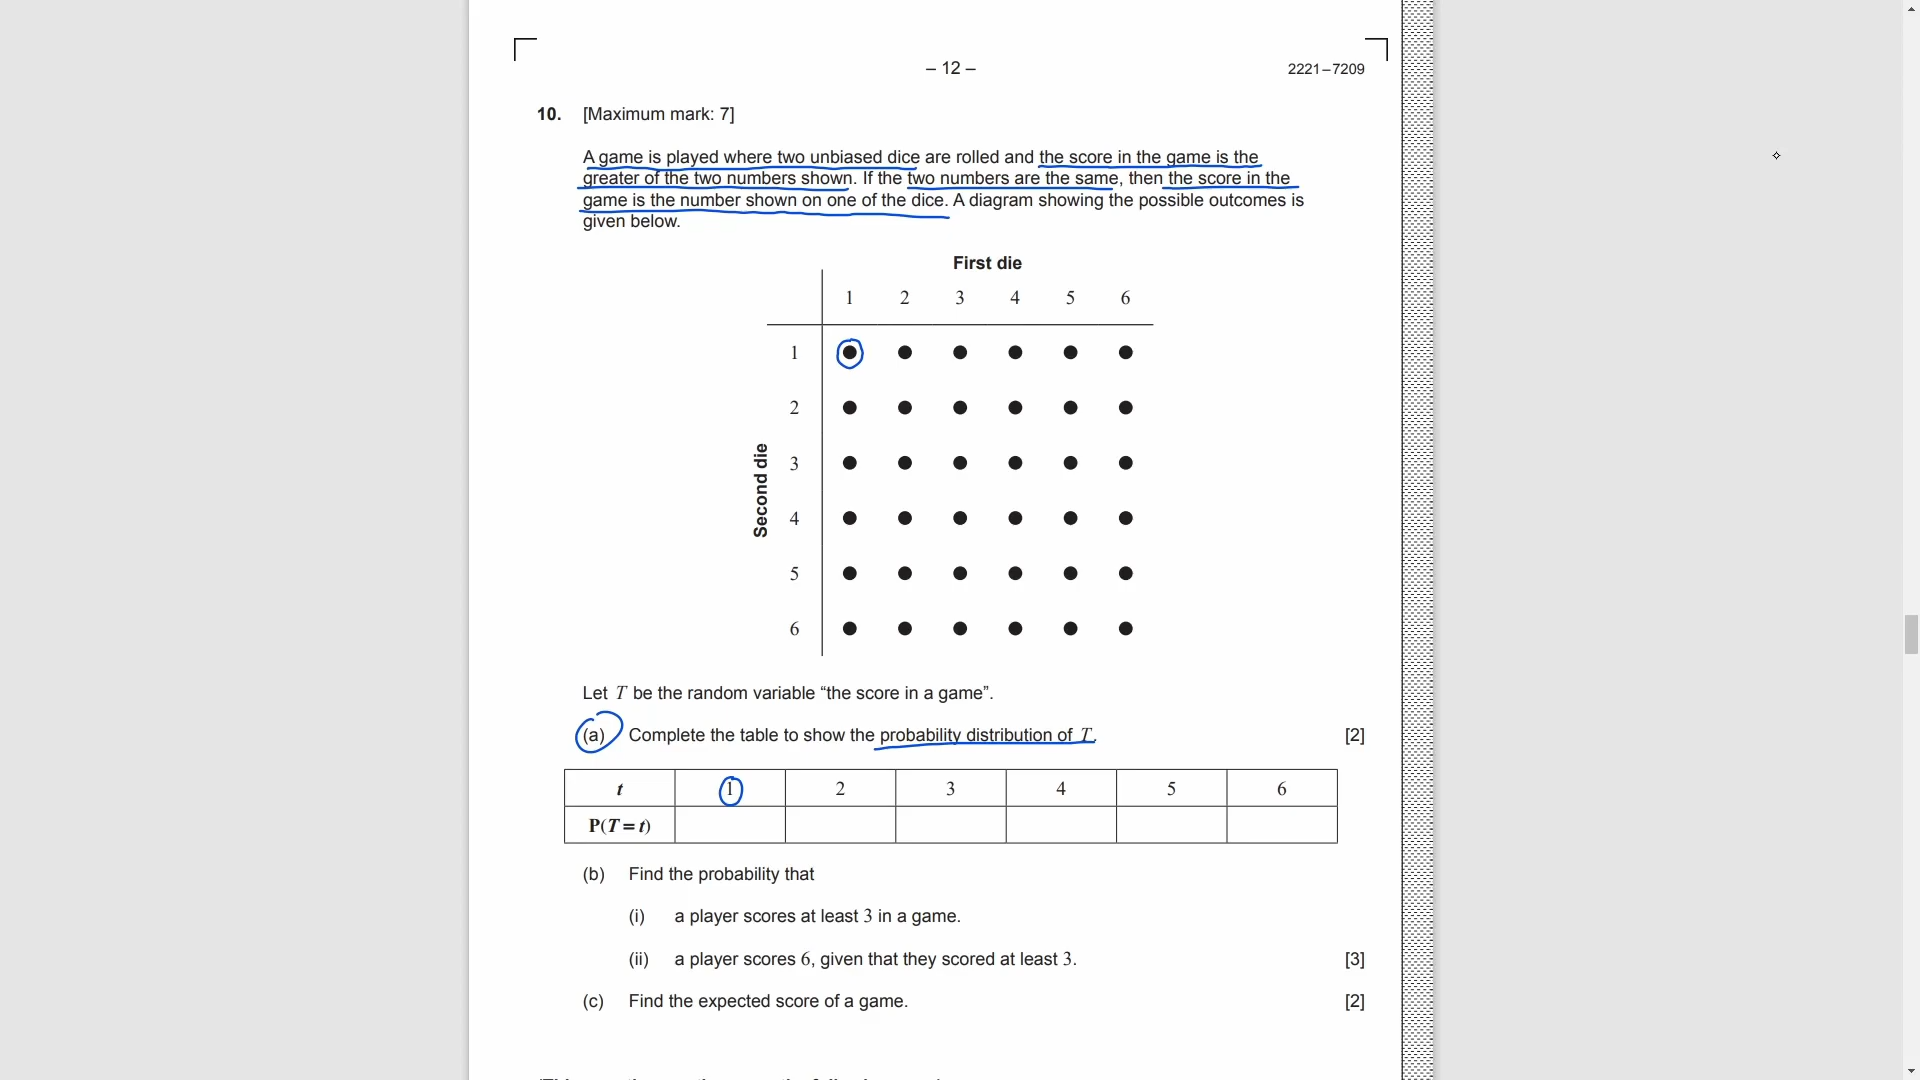 – 12 –
2221–7209
10. [Maximum mark: 7]
A game is played where two unbiased dice are rolled and the score in the game is the
greater of the two numbers shown. If the two numbers are the same, then the score in the
game is the number shown on one of the dice. A diagram showing the possible outcomes is
given below.
First die
1 2 3 4 5 6
1
2
Second die
3
4
5
6
Let T be the random variable “the score in a game”.
(a) Complete the table to show the probability distribution of T. [2]
t 1 2 3 4 5 6
P(T = t)
(b) Find the probability that
(i) a player scores at least 3 in a game.
(ii) a player scores 6, given that they scored at least 3. [3]
(c) Find the expected score of a game. [2]